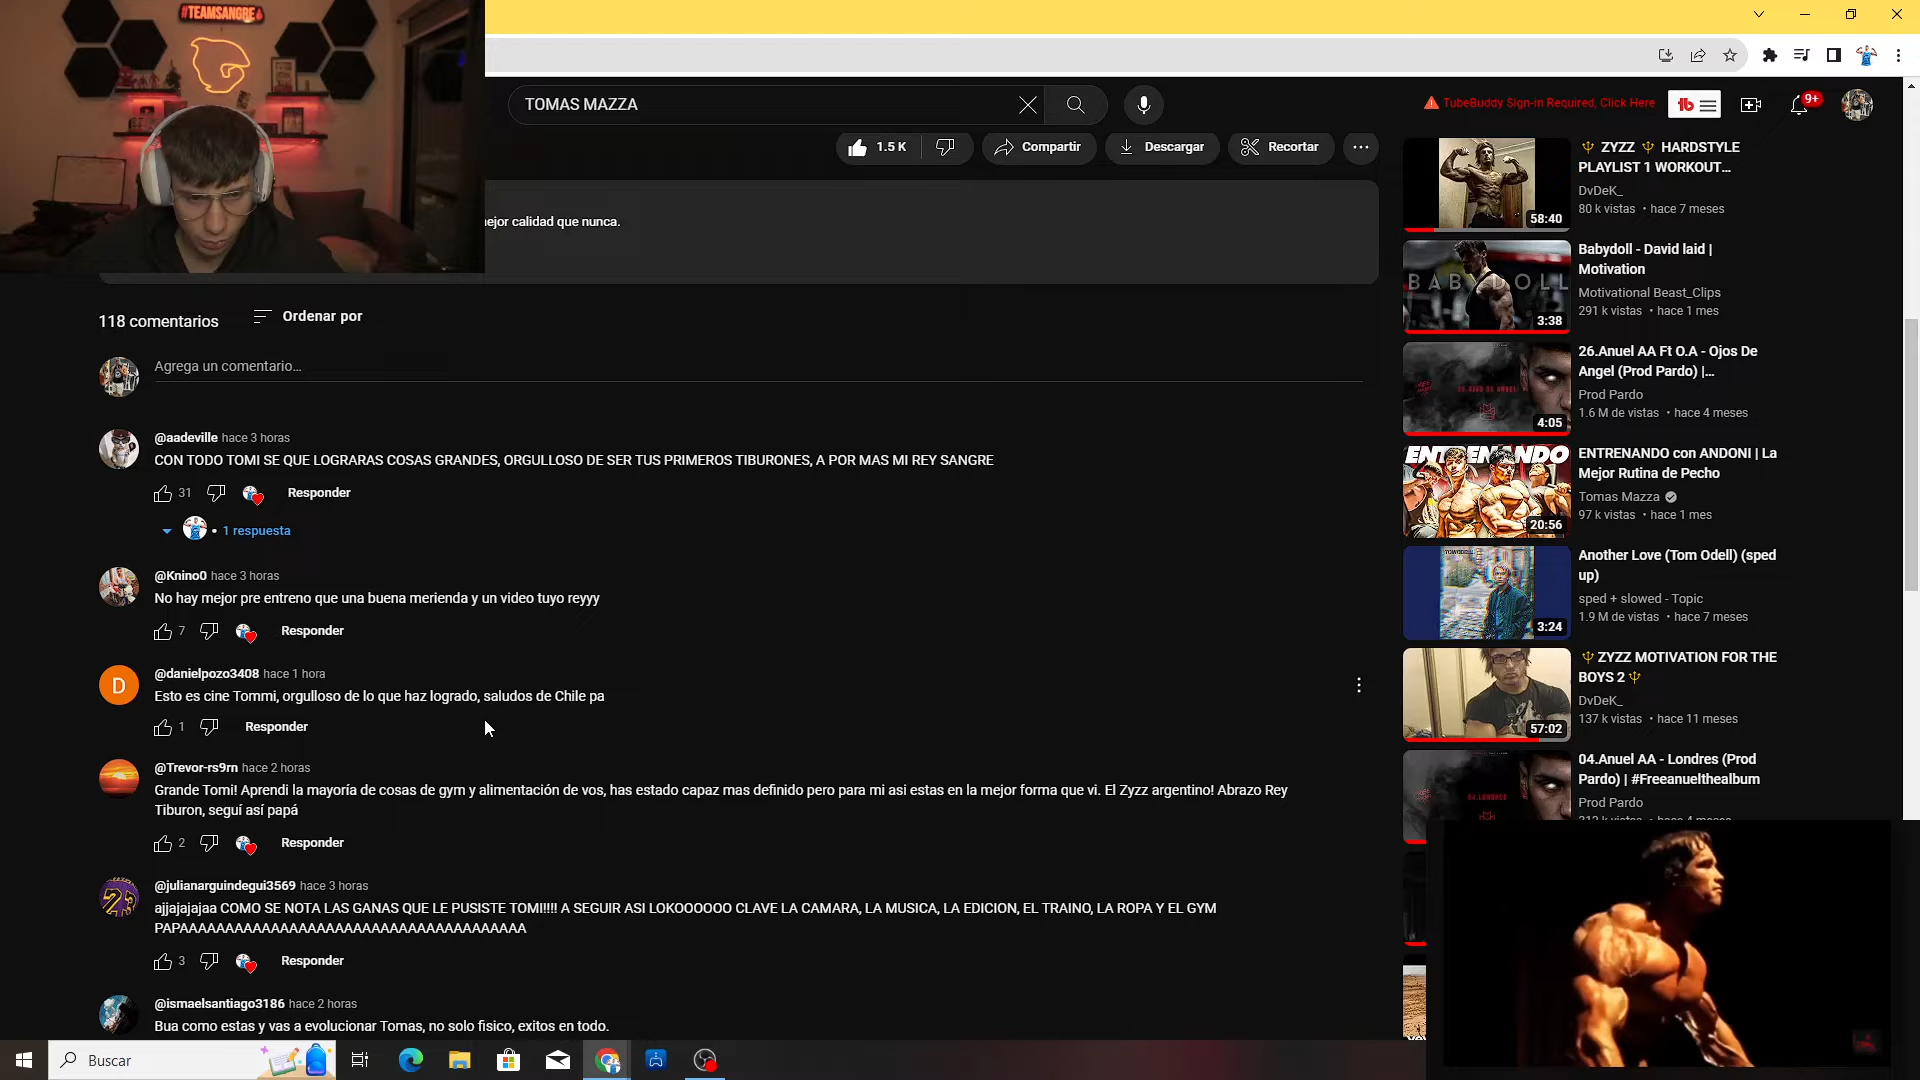 #TEAMSANGRE
TOMAS MAZZA
TubeBuddy Sign-in Required, Click Here
9+
1.5 K
Compartir
Descargar
Recortar
ejor calidad que nunca.
118 comentarios
Ordenar por
Agrega un comentario...
@aadeville hace 3 horas
CON TODO TOMI SE QUE LOGRARAS COSAS GRANDES, ORGULLOSO DE SER TUS PRIMEROS TIBURONES, A POR MAS MI REY SANGRE
31
Responder
1 respuesta
@Knino0 hace 3 horas
No hay mejor pre entreno que una buena merienda y un video tuyo reyyy
7
Responder
@danielpozo3408 hace 1 hora
Esto es cine Tommi, orgulloso de lo que haz logrado, saludos de Chile pa
D
1
Responder
@Trevor-rs9rn hace 2 horas
Grande Tomi! Aprendi la mayoría de cosas de gym y alimentación de vos, has estado capaz mas definido pero para mi asi estas en la mejor forma que vi. El Zyzz argentino! Abrazo Rey
Tiburon, seguí así papá
2
Responder
@julianarguindegui3569 hace 3 horas
ajjajajajaa COMO SE NOTA LAS GANAS QUE LE PUSISTE TOMI!!!! A SEGUIR ASI LOKOOOOOO CLAVE LA CAMARA, LA MUSICA, LA EDICION, EL TRAINO, LA ROPA Y EL GYM
PAPAAAAAAAAAAAAAAAAAAAAAAAAAAAAAAAAAAAAAA
3
Responder
@ismaelsantiago3186 hace 2 horas
Bua como estas y vas a evolucionar Tomas, no solo fisico, exitos en todo.
ZYZZ HARDSTYLE
PLAYLIST 1 WORKOUT...
DvDeK_
80 k vistas • hace 7 meses
58:40
Babydoll - David laid |
Motivation
Motivational Beast_Clips
291 k vistas • hace 1 mes
BABYDOLL
3:38
26.Anuel AA Ft O.A - Ojos De
Angel (Prod Pardo) |...
Prod Pardo
1.6 M de vistas • hace 4 meses
4:05
ENTRENANDO con ANDONI | La
Mejor Rutina de Pecho
Tomas Mazza
97 k vistas • hace 1 mes
ENTRENANDO
20:56
Another Love (Tom Odell) (sped
up)
sped + slowed - Topic
1.9 M de vistas • hace 7 meses
3:24
ZYZZ MOTIVATION FOR THE
BOYS 2
DvDeK_
137 k vistas • hace 11 meses
57:02
04.Anuel AA - Londres (Prod
Pardo) | #Freeanuelthealbum
Prod Pardo
312 k vistas • hace 4 meses
Buscar